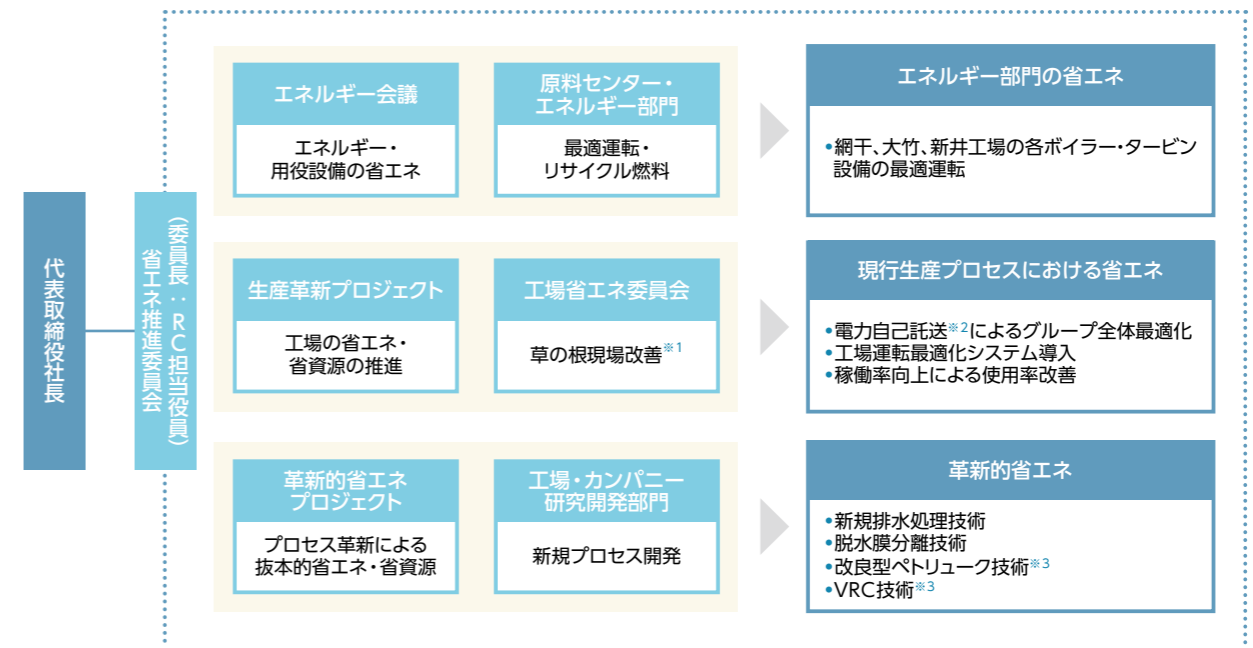 代表取締役社長
省エネ推進委員会
（委員長：RC担当役員）
エネルギー会議
エネルギー・
用役設備の省エネ
原料センター・
エネルギー部門
最適運転・
リサイクル燃料
エネルギー部門の省エネ
•網干、大竹、新井工場の各ボイラー・タービン
設備の最適運転
生産革新プロジェクト
工場の省エネ・
省資源の推進
工場省エネ委員会
草の根現場改善※1
現行生産プロセスにおける省エネ
•電力自己託送※2によるグループ全体最適化
•工場運転最適化システム導入
•稼働率向上による使用率改善
革新的省エネ
プロジェクト
プロセス革新による
抜本的省エネ・省資源
工場・カンパニー
研究開発部門
新規プロセス開発
革新的省エネ
•新規排水処理技術
•脱水膜分離技術
•改良型ペトリューク技術※3
•VRC技術※3